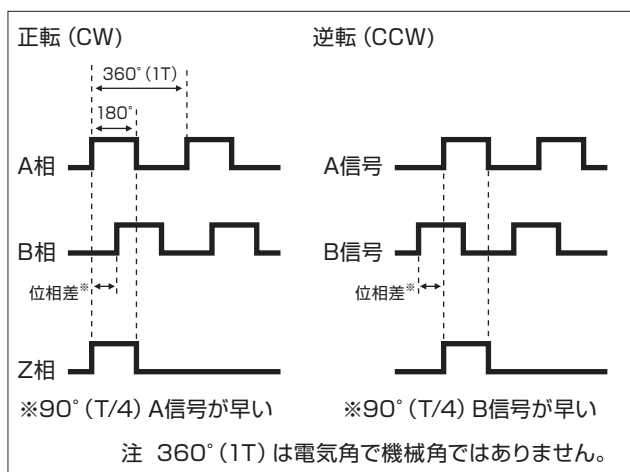 正転（CW）
逆転（CCW）
360°（1T）
180°
A相
A信号
B相
B信号
位相差※
位相差※
Z相
※90°（T/4）A信号が早い
※90°（T/4）B信号が早い
注 360°（1T）は電気角で機械角ではありません。